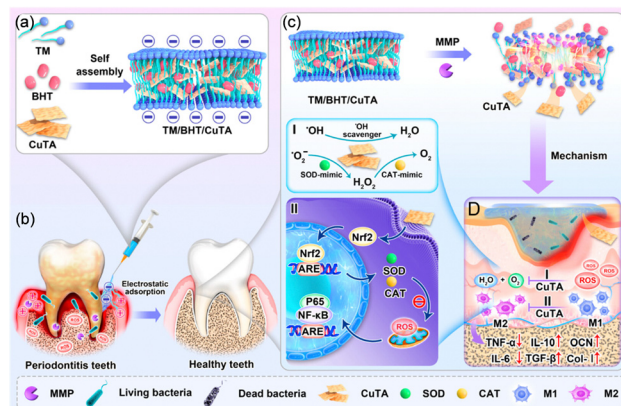 (a)
TM
BHT
CuTA
Self
assembly
TM/BHT/CuTA
(b)
Electrostatic
adsorption
Periodontitis teeth
Healthy teeth
(c)
TM/BHT/CuTA
MMP
CuTA
Mechanism
I
·OH
·OH
scavenger
H₂O
·O₂⁻
SOD-mimic
H₂O₂
CAT-mimic
O₂
II
Nrf2
Nrf2
ARE
SOD
CAT
P65
NF-κB
ARE
ROS
D
H₂O + O₂
I
CuTA
ROS
ROS
ROS
II
CuTA
M2
M1
TNF-α IL-10 OCN
IL-6 TGF-β Col-I
MMP Living bacteria Dead bacteria CuTA SOD CAT M1 M2